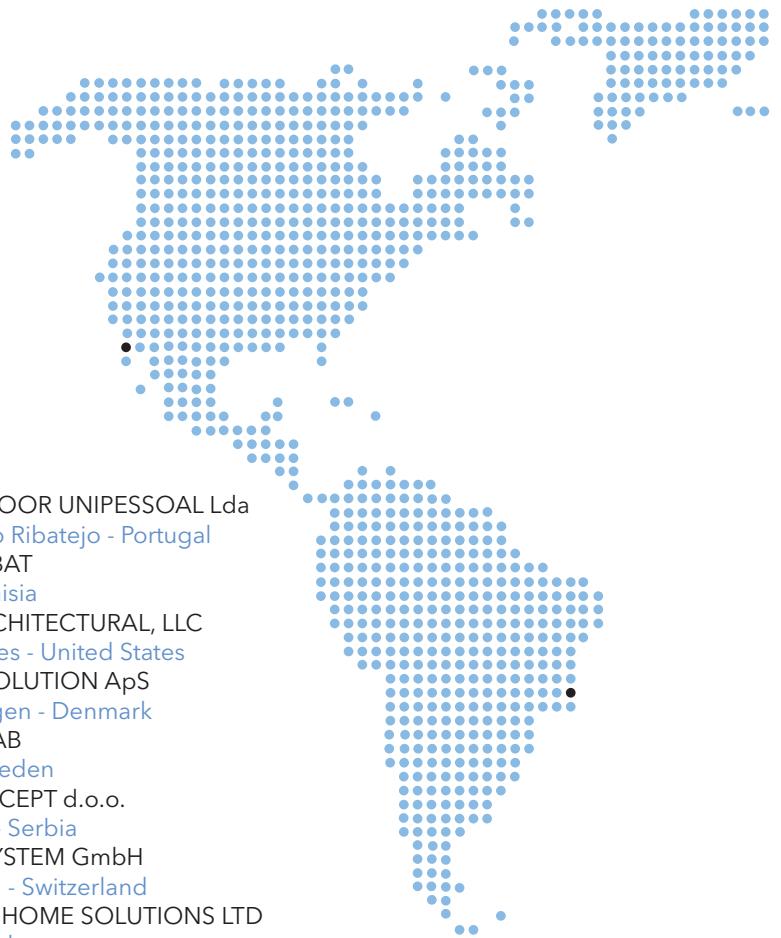 OOR UNIPESSOAL Lda
Ribatejo - Portugal
BAT
isia
CHITECTURAL, LLC
es - United States
OLUTION ApS
gen - Denmark
AB
eden
CEPT d.o.o.
- Serbia
YSTEM GmbH
- Switzerland
HOME SOLUTIONS LTD